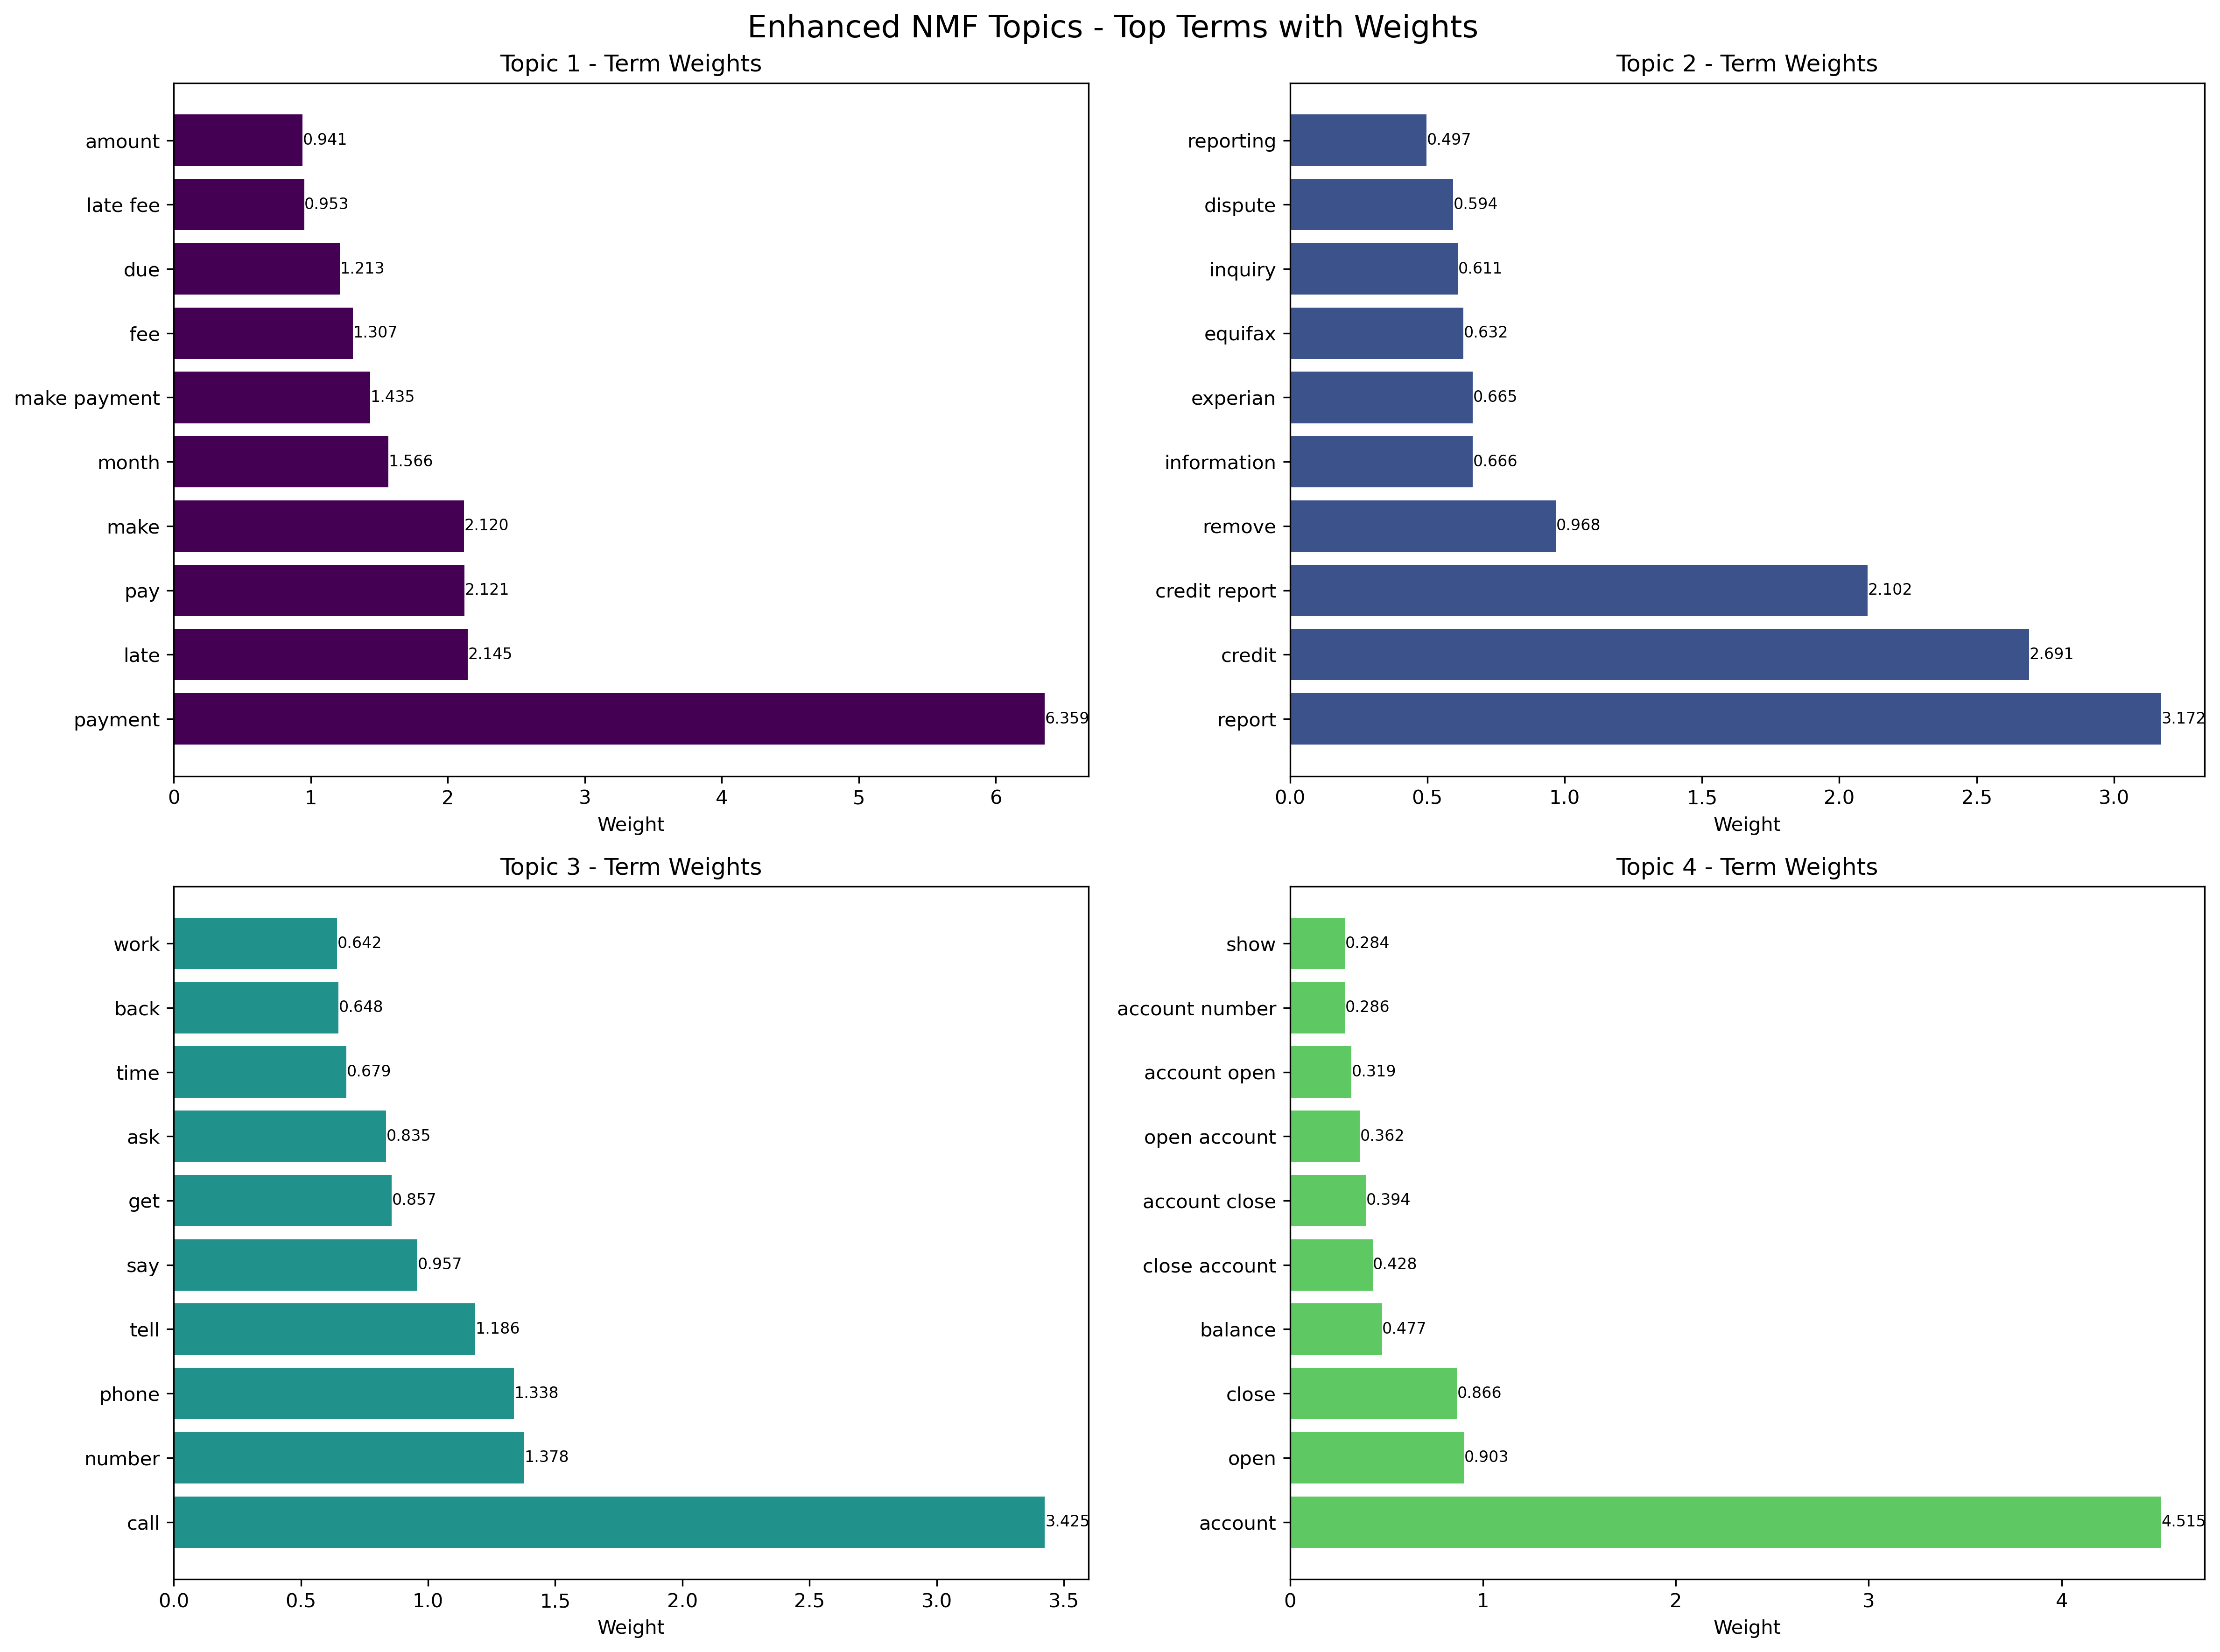 Enhanced NMF Topics - Top Terms with Weights
Topic 1 - Term Weights
amount 0.941
late fee 0.953
due 1.213
fee 1.307
make payment 1.435
month 1.566
make 2.120
pay 2.121
late 2.145
payment 6.359
0 1 2 3 4 5 6
Weight
Topic 2 - Term Weights
reporting 0.497
dispute 0.594
inquiry 0.611
equifax 0.632
experian 0.665
information 0.666
remove 0.968
credit report 2.102
credit 2.691
report 3.172
0.0 0.5 1.0 1.5 2.0 2.5 3.0
Weight
Topic 3 - Term Weights
work 0.642
back 0.648
time 0.679
ask 0.835
get 0.857
say 0.957
tell 1.186
phone 1.338
number 1.378
call 3.425
0.0 0.5 1.0 1.5 2.0 2.5 3.0 3.5
Weight
Topic 4 - Term Weights
show 0.284
account number 0.286
account open 0.319
open account 0.362
account close 0.394
close account 0.428
balance 0.477
close 0.866
open 0.903
account 4.515
0 1 2 3 4
Weight